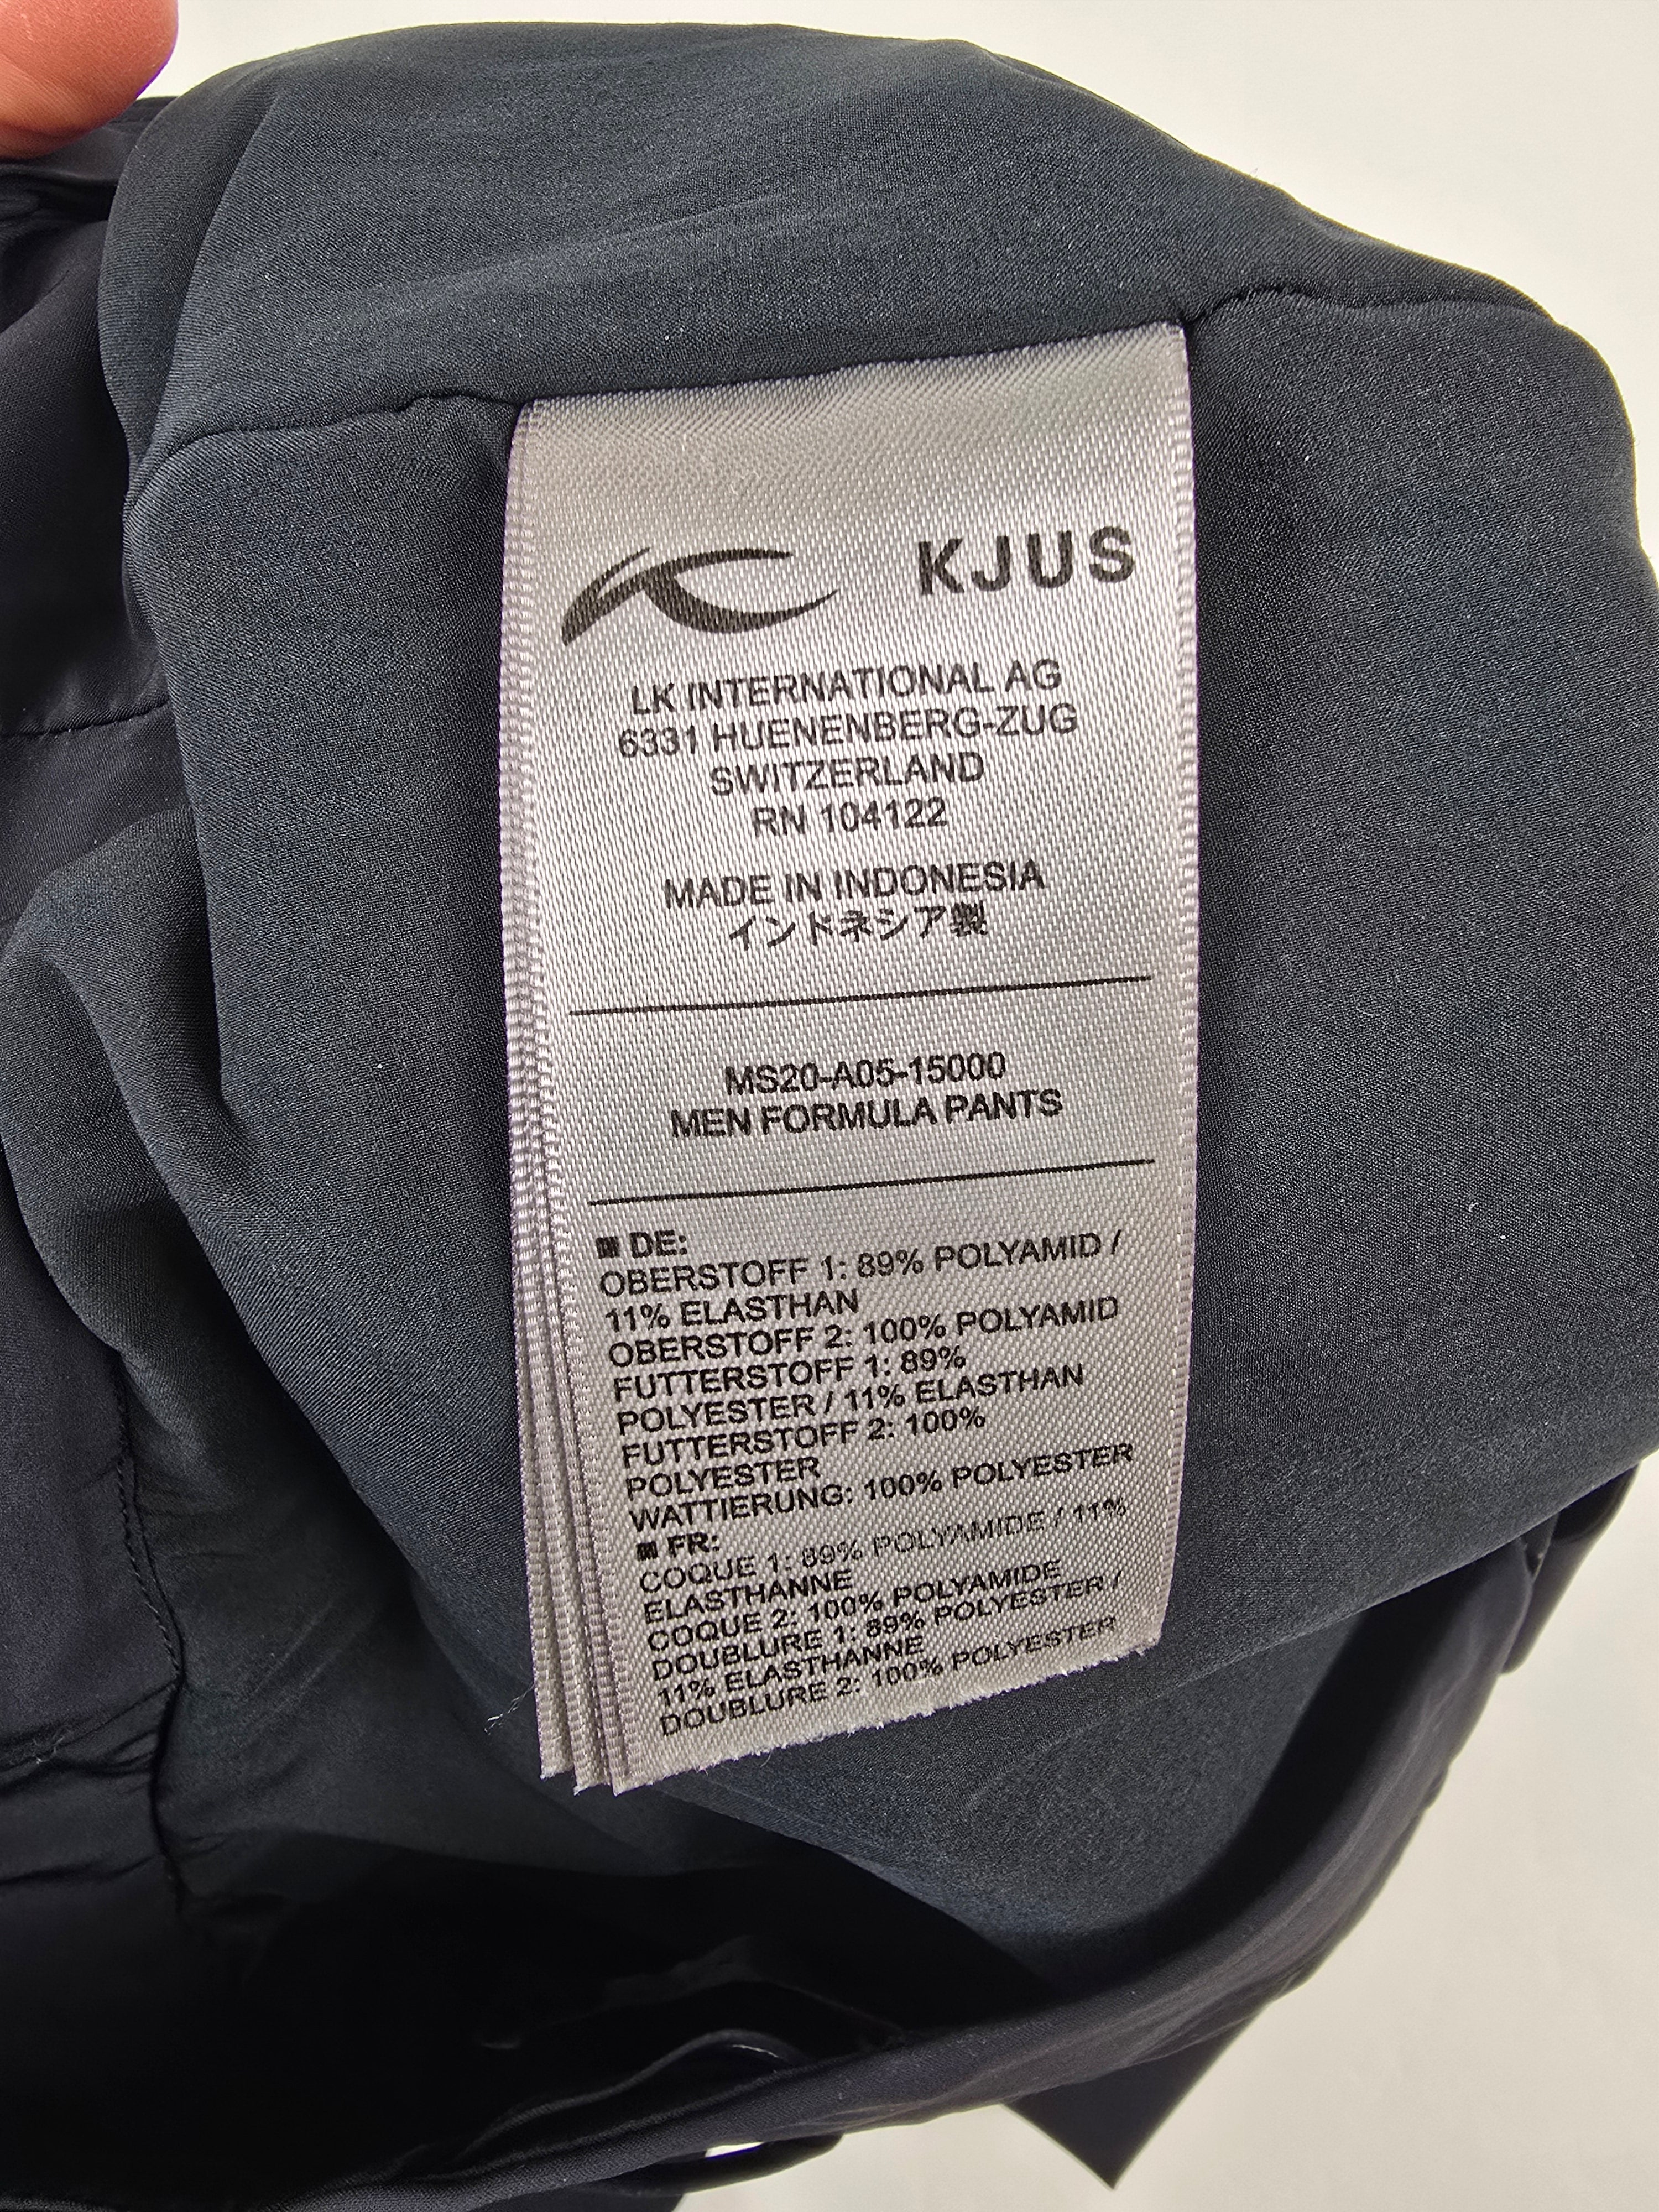 KJUS
LK INTERNATIONAL AG
6331 HUENENBERG-ZUG
SWITZERLAND
RN 104122
MADE IN INDONESIA
インドネシア製
MS20-A05-15000
MEN FORMULA PANTS
■ DE:
OBERSTOFF 1: 89% POLYAMID /
11% ELASTHAN
OBERSTOFF 2: 100% POLYAMID
FUTTERSTOFF 1: 89%
POLYESTER / 11% ELASTHAN
FUTTERSTOFF 2: 100%
POLYESTER
WATTIERUNG: 100% POLYESTER
■ FR:
COQUE 1: 89% POLYAMIDE / 11%
ELASTHANNE
COQUE 2: 100% POLYAMIDE
DOUBLURE 1: 89% POLYESTER /
11% ELASTHANNE
DOUBLURE 2: 100% POLYESTER